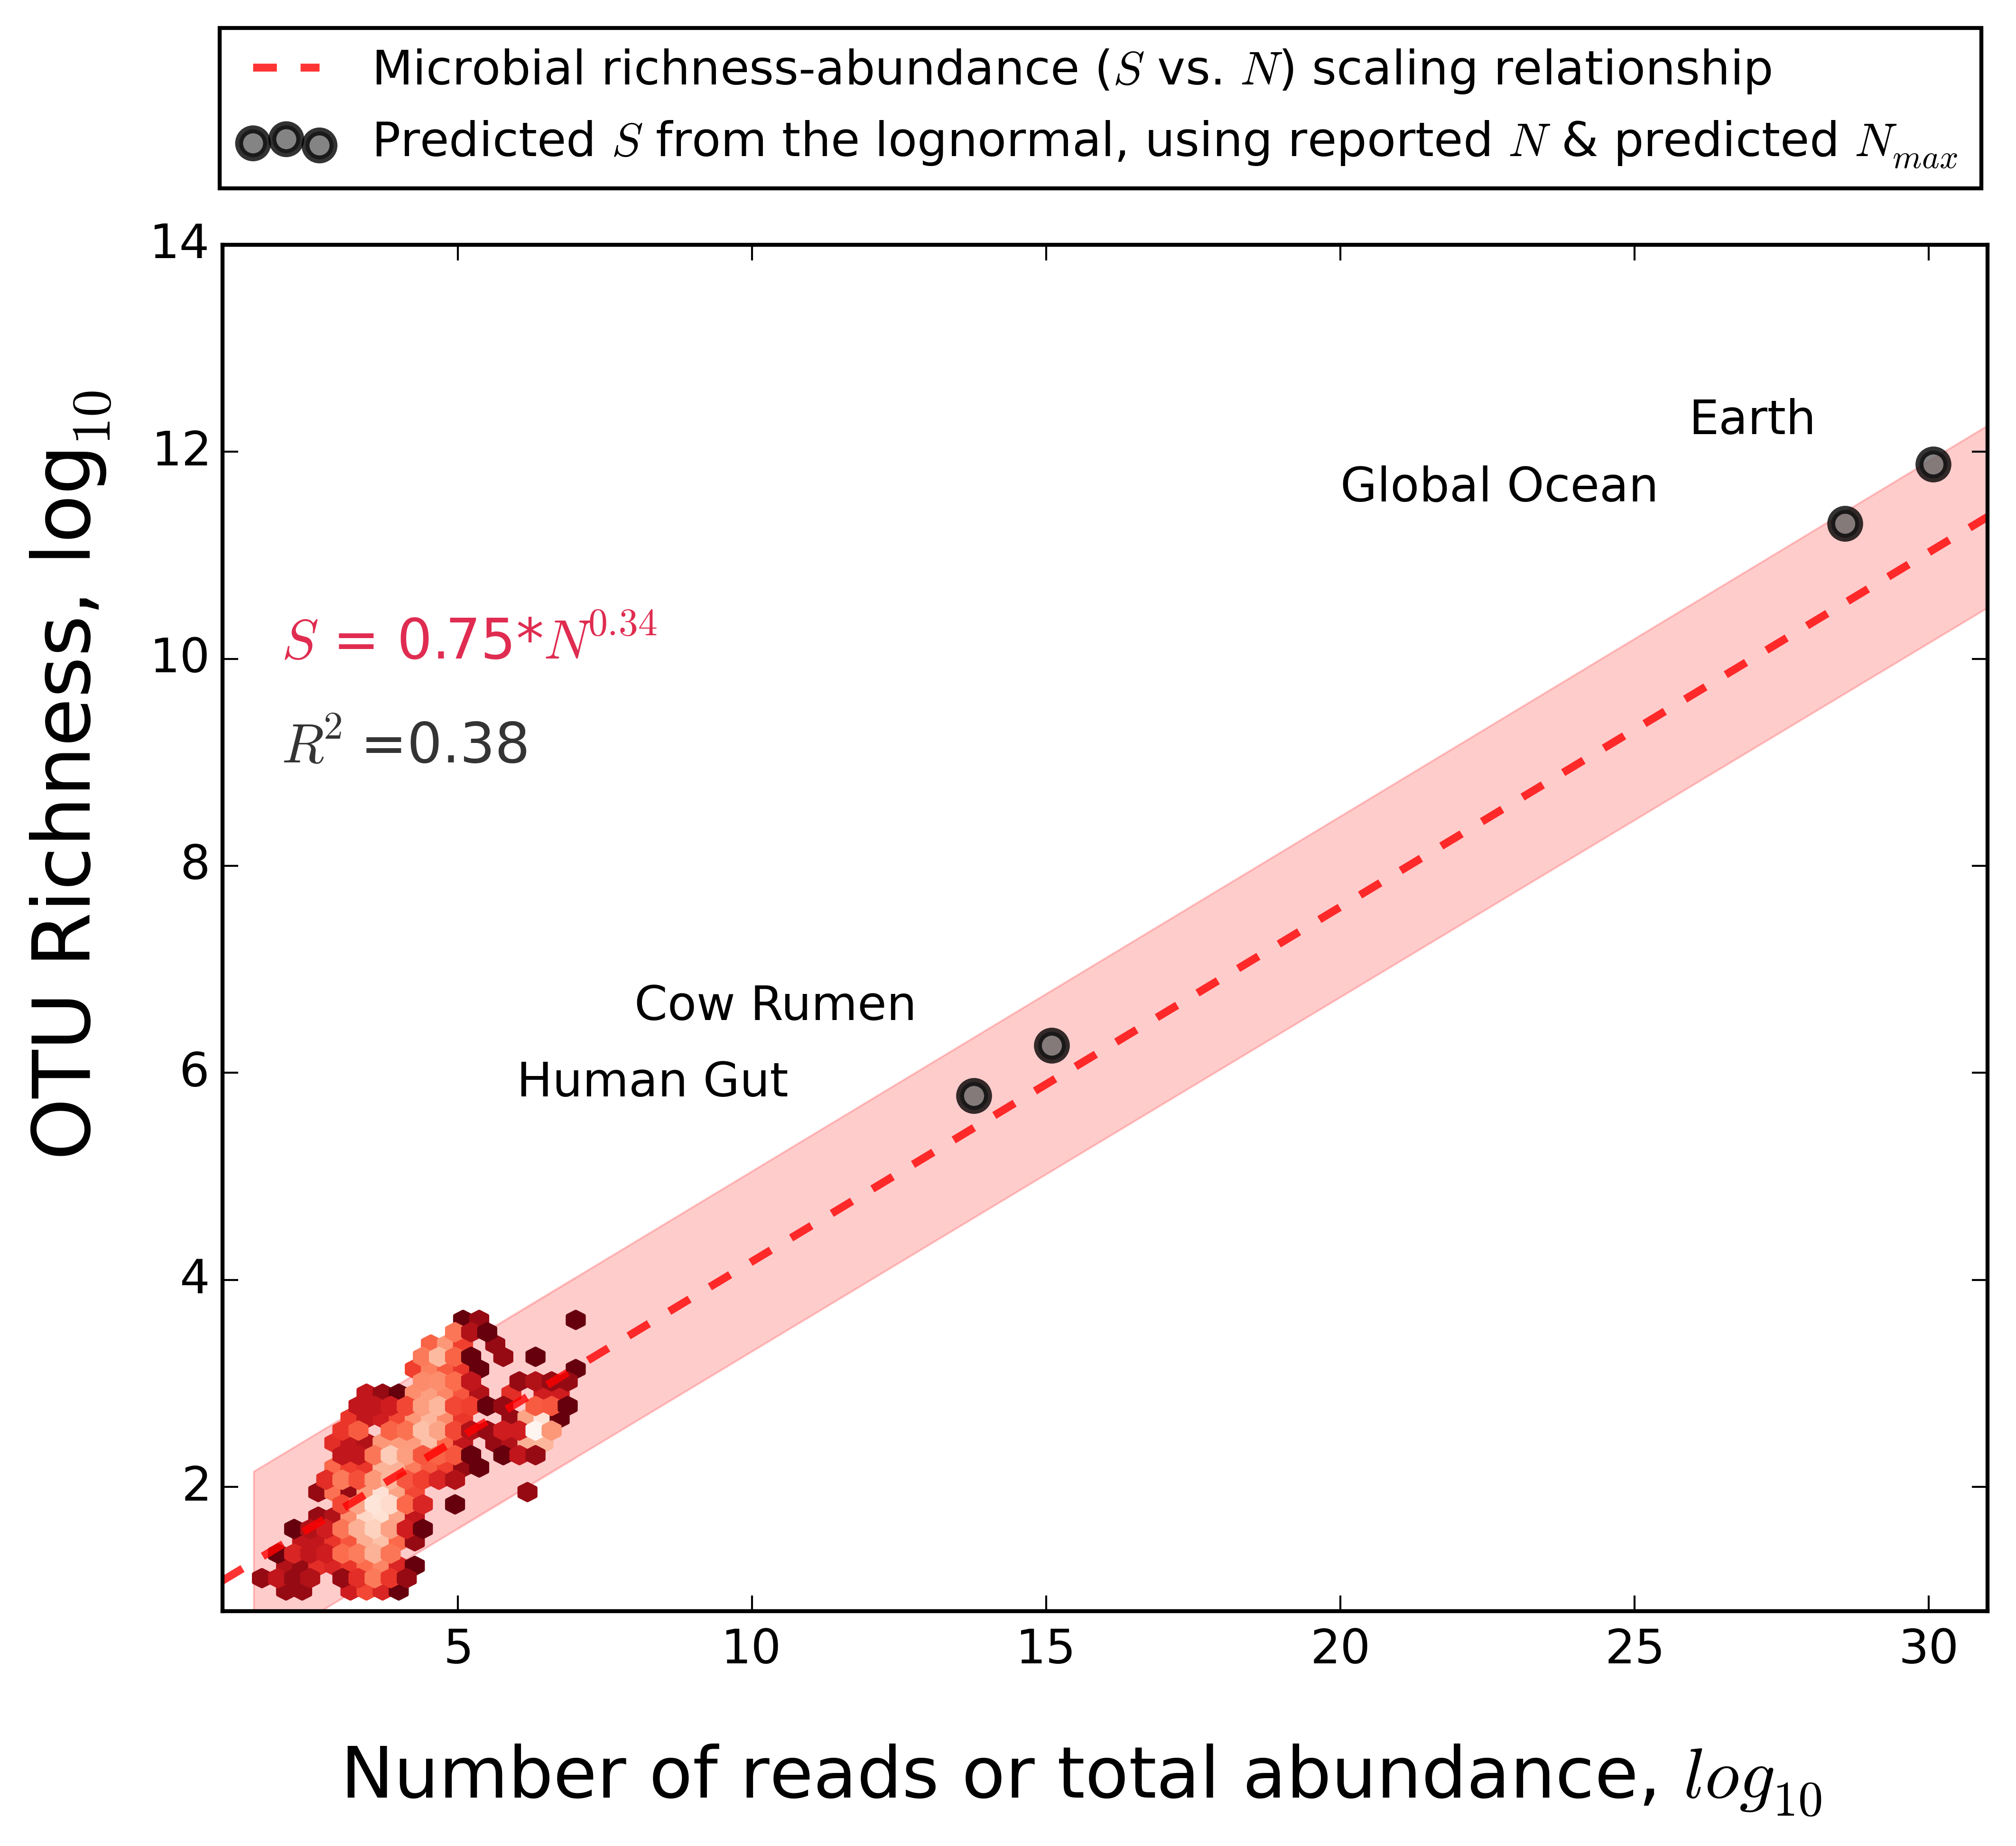 Microbial richness-abundance (S vs. N) scaling relationship
Predicted S from the lognormal, using reported N & predicted Nmax
14
12
10
8
6
4
2
OTU Richness, log10
Earth
Global Ocean
S = 0.75*N^0.34
R^2 =0.38
Cow Rumen
Human Gut
5 10 15 20 25 30
Number of reads or total abundance, log10